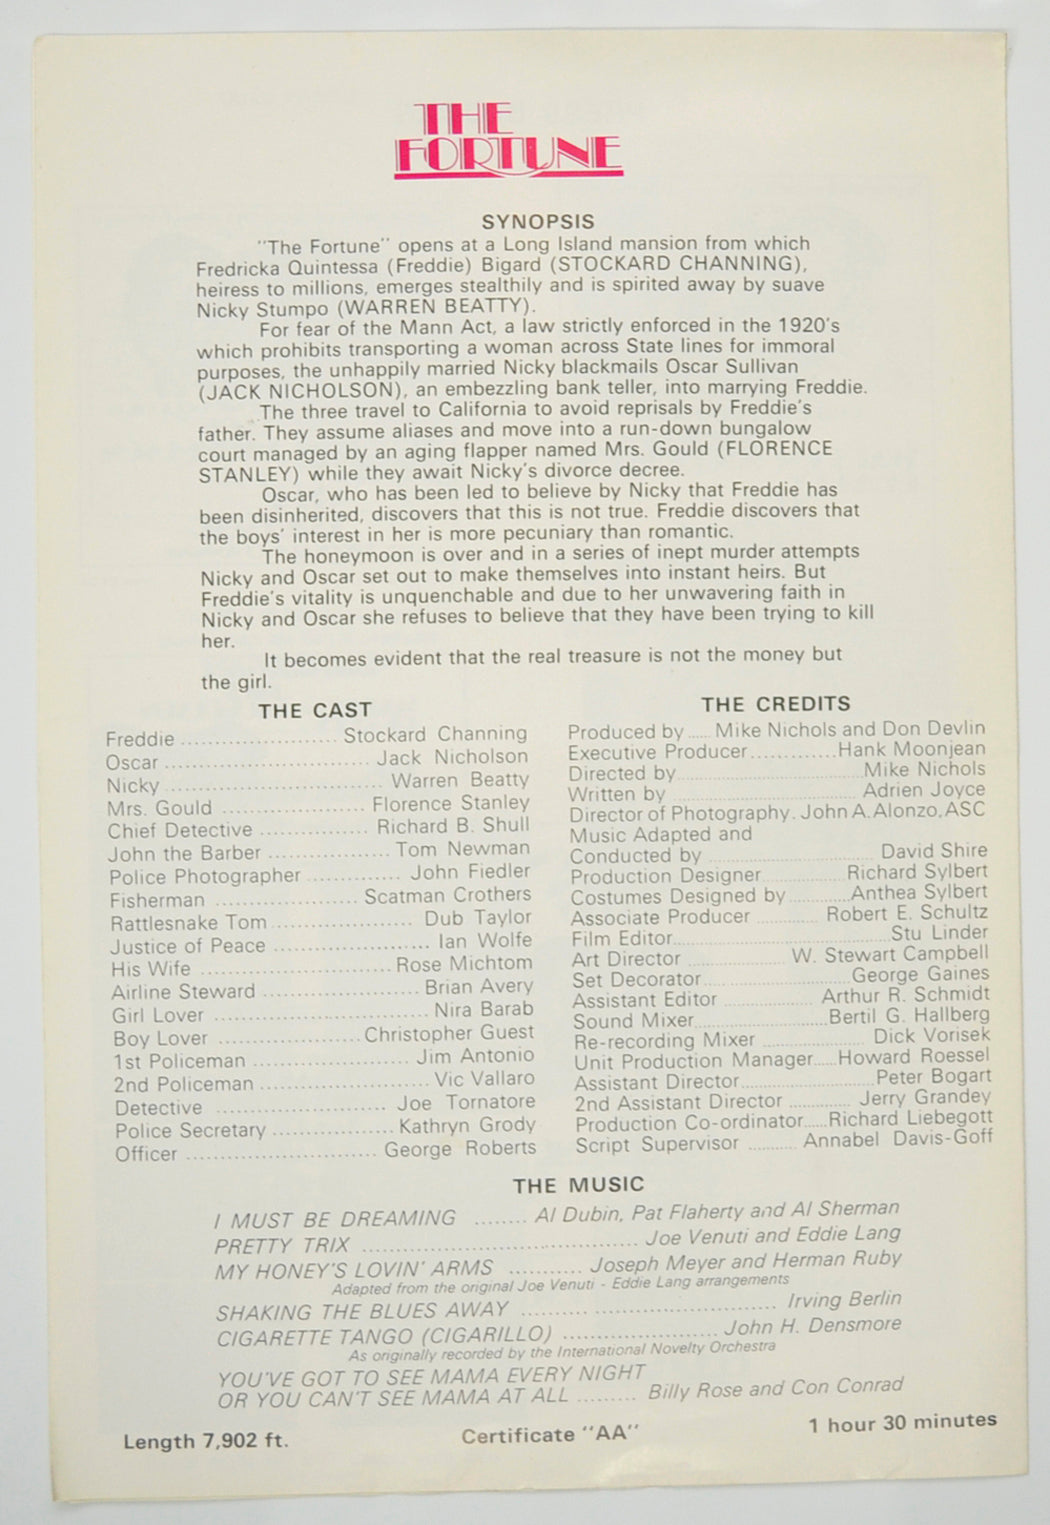 THE
FORTUNE
SYNOPSIS
"The Fortune" opens at a Long Island mansion from which
Fredricka Quintessa (Freddie) Bigard (STOCKARD CHANNING),
heiress to millions, emerges stealthily and is spirited away by suave
Nicky Stumpo (WARREN BEATTY).
For fear of the Mann Act, a law strictly enforced in the 1920's
which prohibits transporting a woman across State lines for immoral
purposes, the unhappily married Nicky blackmails Oscar Sullivan
(JACK NICHOLSON), an embezzling bank teller, into marrying Freddie.
The three travel to California to avoid reprisals by Freddie's
father. They assume aliases and move into a run-down bungalow
court managed by an aging flapper named Mrs. Gould (FLORENCE
STANLEY) while they await Nicky's divorce decree.
Oscar, who has been led to believe by Nicky that Freddie has
been disinherited, discovers that this is not true. Freddie discovers that
the boys' interest in her is more pecuniary than romantic.
The honeymoon is over and in a series of inept murder attempts
Nicky and Oscar set out to make themselves into instant heirs. But
Freddie's vitality is unquenchable and due to her unwavering faith in
Nicky and Oscar she refuses to believe that they have been trying to kill
her.
It becomes evident that the real treasure is not the money but
the girl.
THE CAST
Freddie ....................... Stockard Channing
Oscar .............................. Jack Nicholson
Nicky ................................ Warren Beatty
Mrs. Gould ..................... Florence Stanley
Chief Detective ................ Richard B. Shull
John the Barber .................. Tom Newman
Police Photographer .............. John Fiedler
Fisherman ..................... Scatman Crothers
Rattlesnake Tom ..................... Dub Taylor
Justice of Peace ....................... Ian Wolfe
His Wife ............................ Rose Michtom
Airline Steward ....................... Brian Avery
Girl Lover ................................ Nira Barab
Boy Lover ..................... Christopher Guest
1st Policeman ....................... Jim Antonio
2nd Policeman ......................... Vic Vallaro
Detective ......................... Joe Tornatore
Police Secretary .................. Kathryn Grody
Officer ............................ George Roberts
THE CREDITS
Produced by ...... Mike Nichols and Don Devlin
Executive Producer ............. Hank Moonjean
Directed by ............................ Mike Nichols
Written by ........................... Adrien Joyce
Director of Photography. John A. Alonzo, ASC
Music Adapted and
Conducted by ......................... David Shire
Production Designer ............ Richard Sylbert
Costumes Designed by ........... Anthea Sylbert
Associate Producer ........... Robert E. Schultz
Film Editor ................................ Stu Linder
Art Director ................ W. Stewart Campbell
Set Decorator ........................ George Gaines
Assistant Editor ............... Arthur R. Schmidt
Sound Mixer ...................... Bertil G. Hallberg
Re-recording Mixer ................. Dick Vorisek
Unit Production Manager ..... Howard Roessel
Assistant Director ..................... Peter Bogart
2nd Assistant Director ............ Jerry Grandey
Production Co-ordinator ..... Richard Liebegott
Script Supervisor .......... Annabel Davis-Goff
THE MUSIC
I MUST BE DREAMING ........ Al Dubin, Pat Flaherty and Al Sherman
PRETTY TRIX ........................................ Joe Venuti and Eddie Lang
MY HONEY'S LOVIN' ARMS ........... Joseph Meyer and Herman Ruby
Adapted from the original Joe Venuti - Eddie Lang arrangements
SHAKING THE BLUES AWAY ..................................... Irving Berlin
CIGARETTE TANGO (CIGARILLO) ...................... John H. Densmore
As originally recorded by the International Novelty Orchestra
YOU'VE GOT TO SEE MAMA EVERY NIGHT
OR YOU CAN'T SEE MAMA AT ALL ......... Billy Rose and Con Conrad
Length 7,902 ft.
Certificate "AA"
1 hour 30 minutes